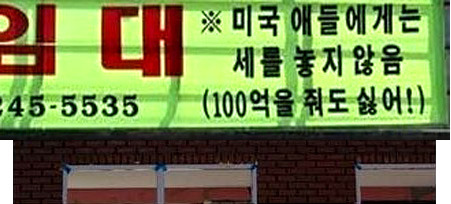 임대
※미국 애들에게는
세를 놓지않음
245-5535
(100억을 줘도 싫어!)